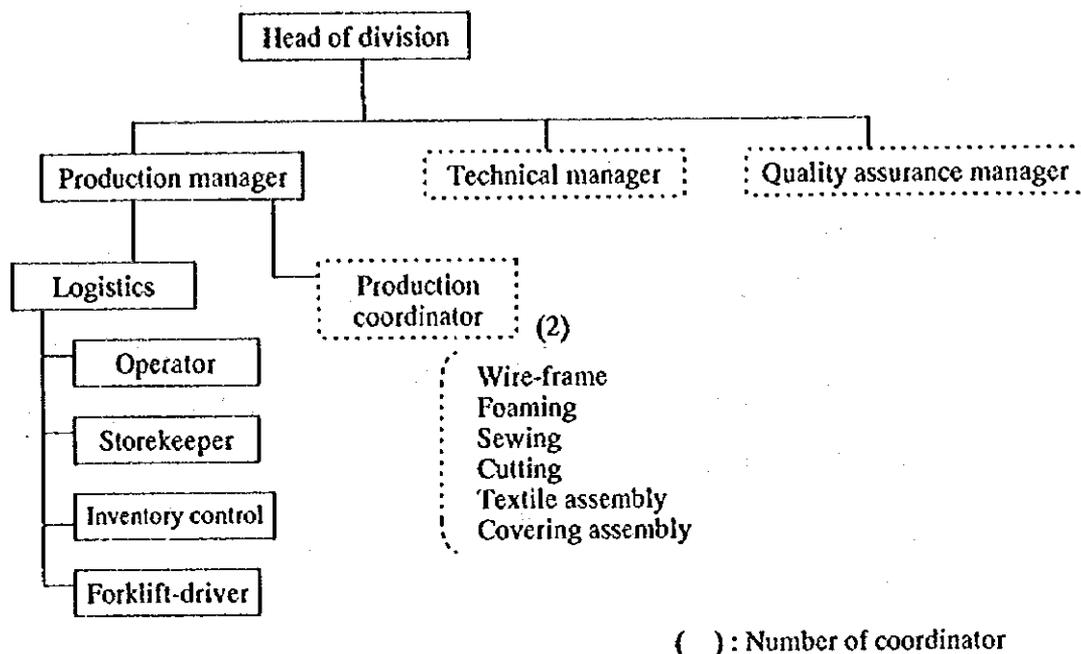 Head of division
Production manager
Technical manager
Quality assurance manager
Logistics
Production
coordinator
(2)
Operator
Storekeeper
Inventory control
Forklift-driver
Wire-frame
Foaming
Sewing
Cutting
Textile assembly
Covering assembly
( ) : Number of coordinator